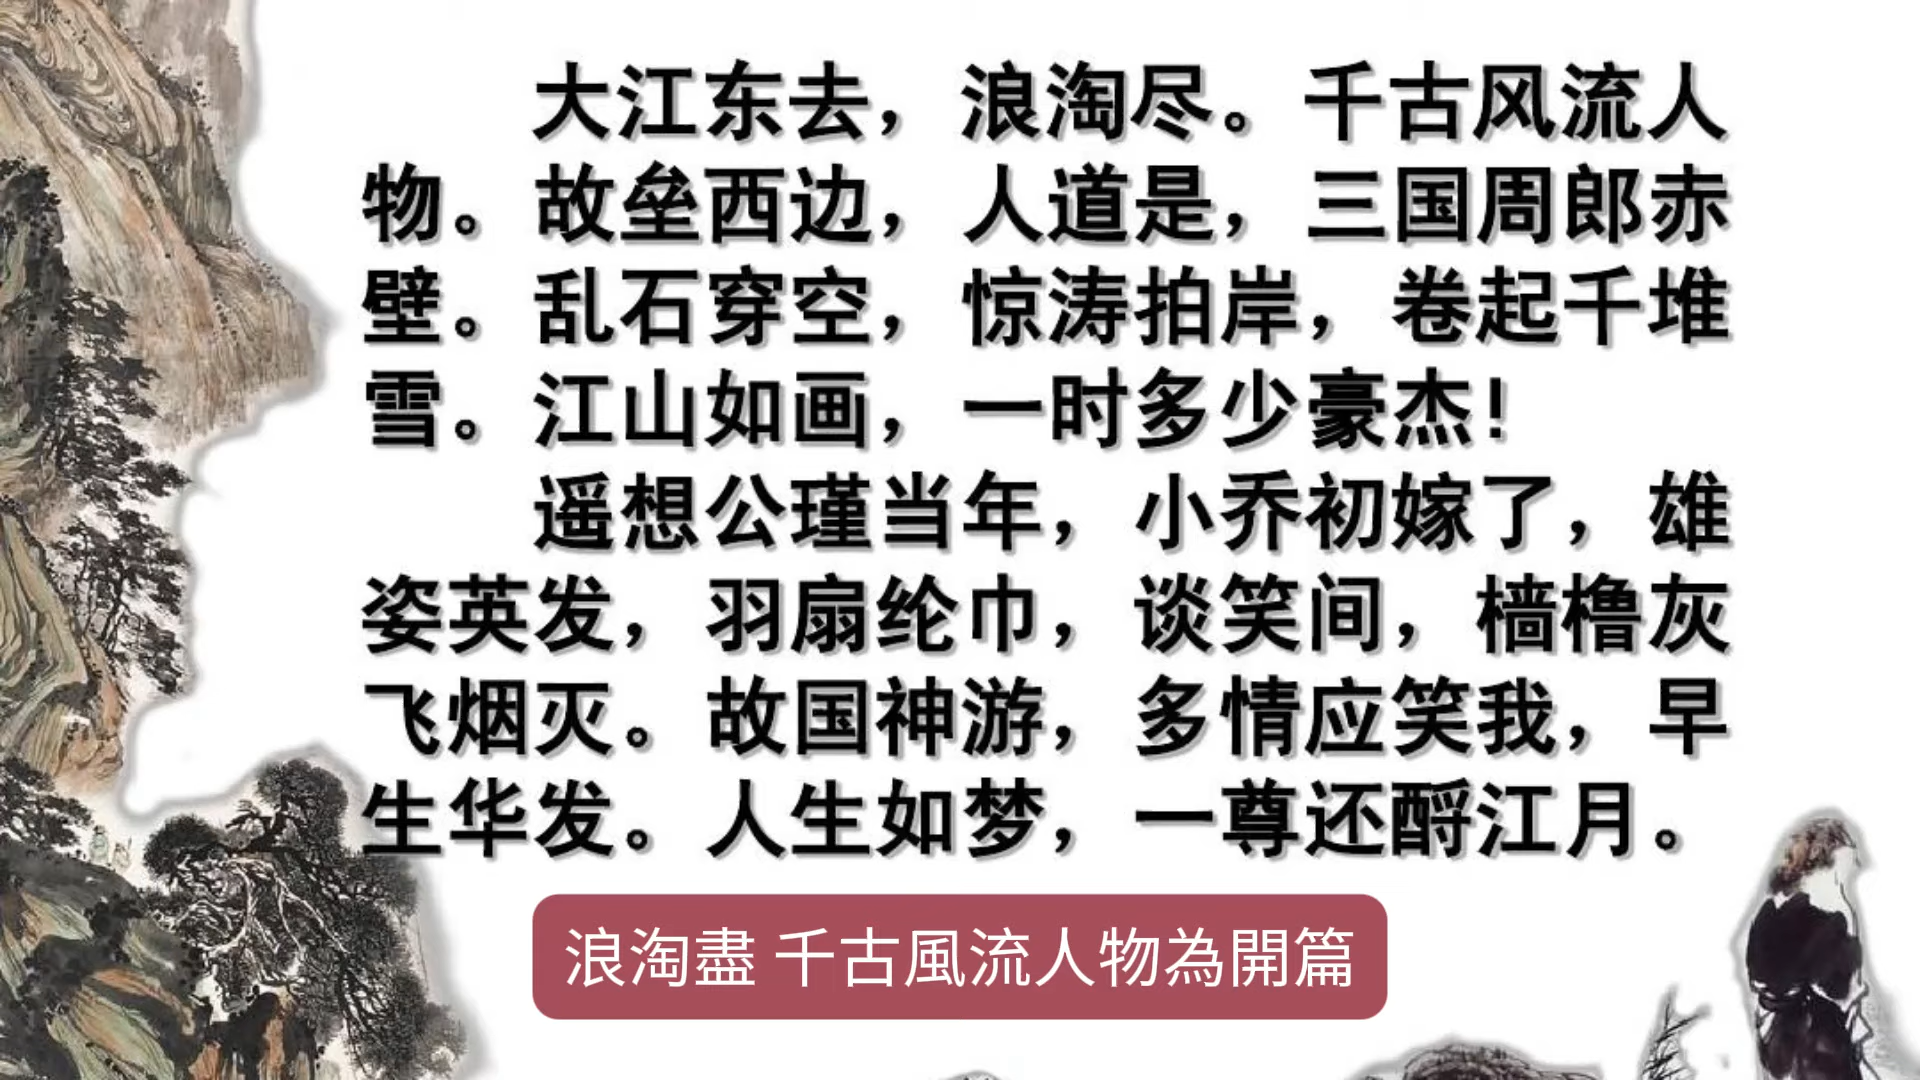 大江东去，浪淘尽。千古风流人
物。故垒西边，人道是，三国周郎赤
壁。乱石穿空，惊涛拍岸，卷起千堆
雪。江山如画，一时多少豪杰！
遥想公瑾当年，小乔初嫁了，雄
姿英发，羽扇纶巾，谈笑间，樯橹灰
飞烟灭。故国神游，多情应笑我，早
生华发。人生如梦，一尊还酹江月。
浪淘盡 千古風流人物為開篇